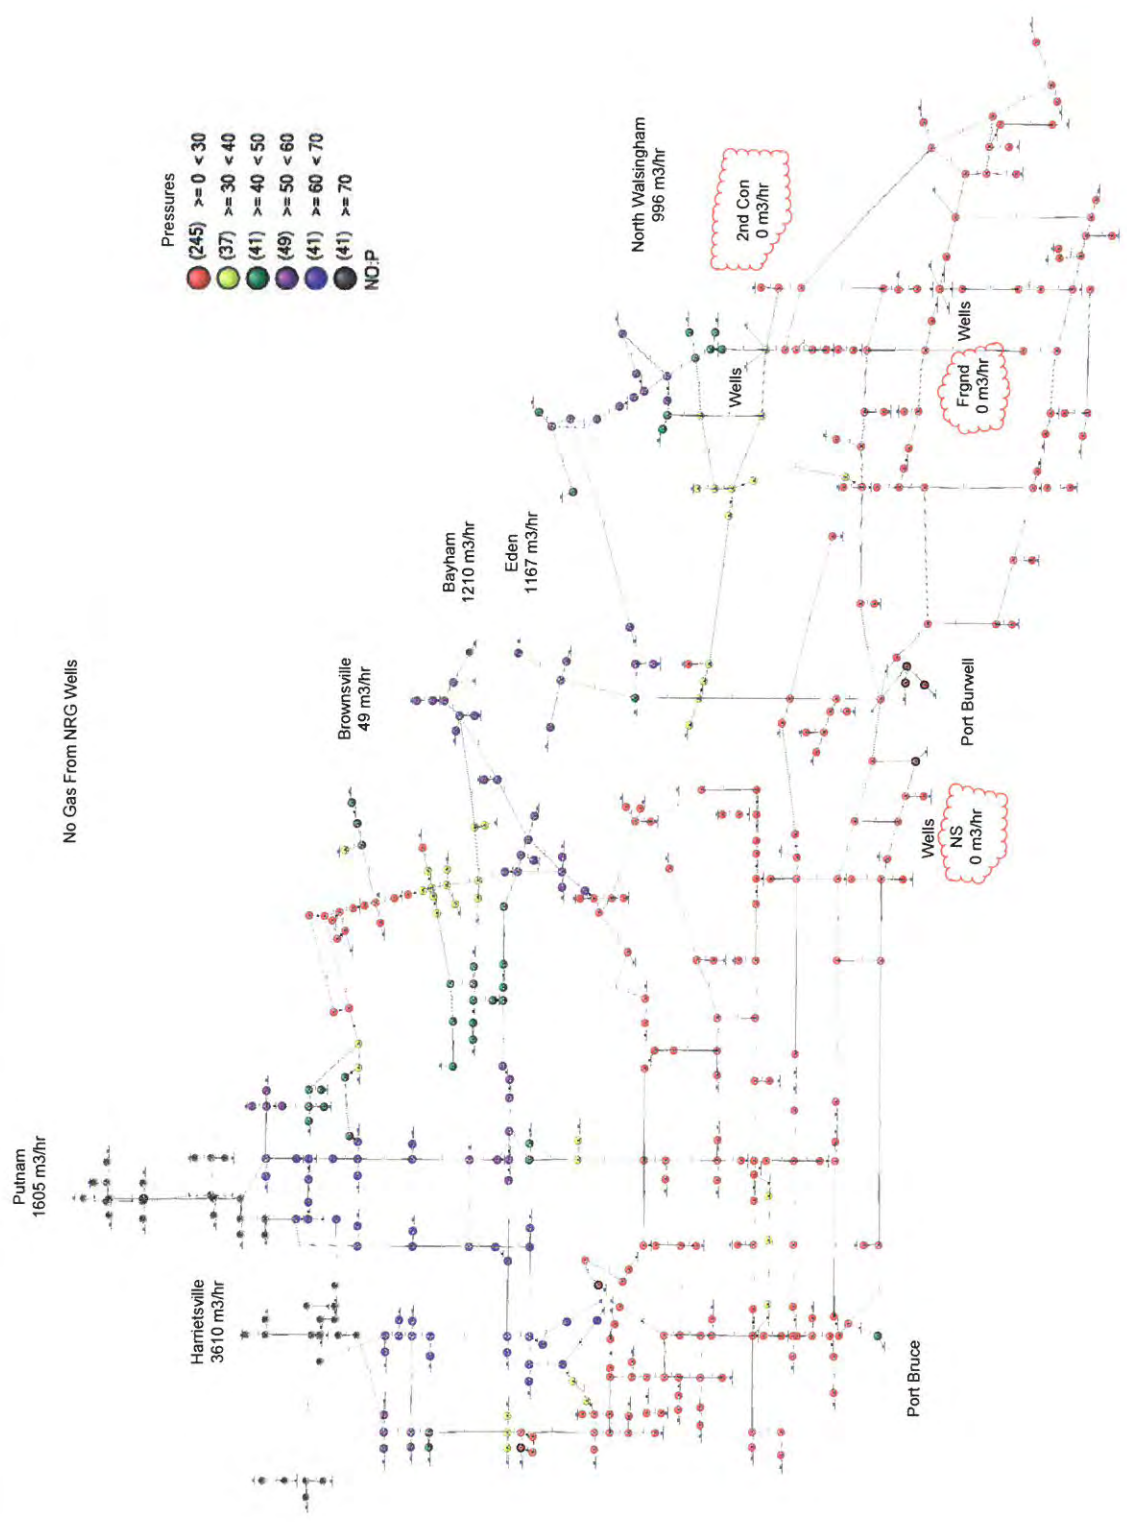 No Gas From NRG Wells
Pressures
(245) >= 0 < 30
(37) >= 30 < 40
(41) >= 40 < 50
(49) >= 50 < 60
(41) >= 60 < 70
(41) >= 70
NO:P
Putnam
1605 m3/hr
Harrietsville
3610 m3/hr
Brownsville
49 m3/hr
Bayham
1210 m3/hr
Eden
1167 m3/hr
North Walsingham
996 m3/hr
2nd Con
0 m3/hr
Wells
Wells
Frgnd
0 m3/hr
Port Burwell
Wells
NS
0 m3/hr
Port Bruce